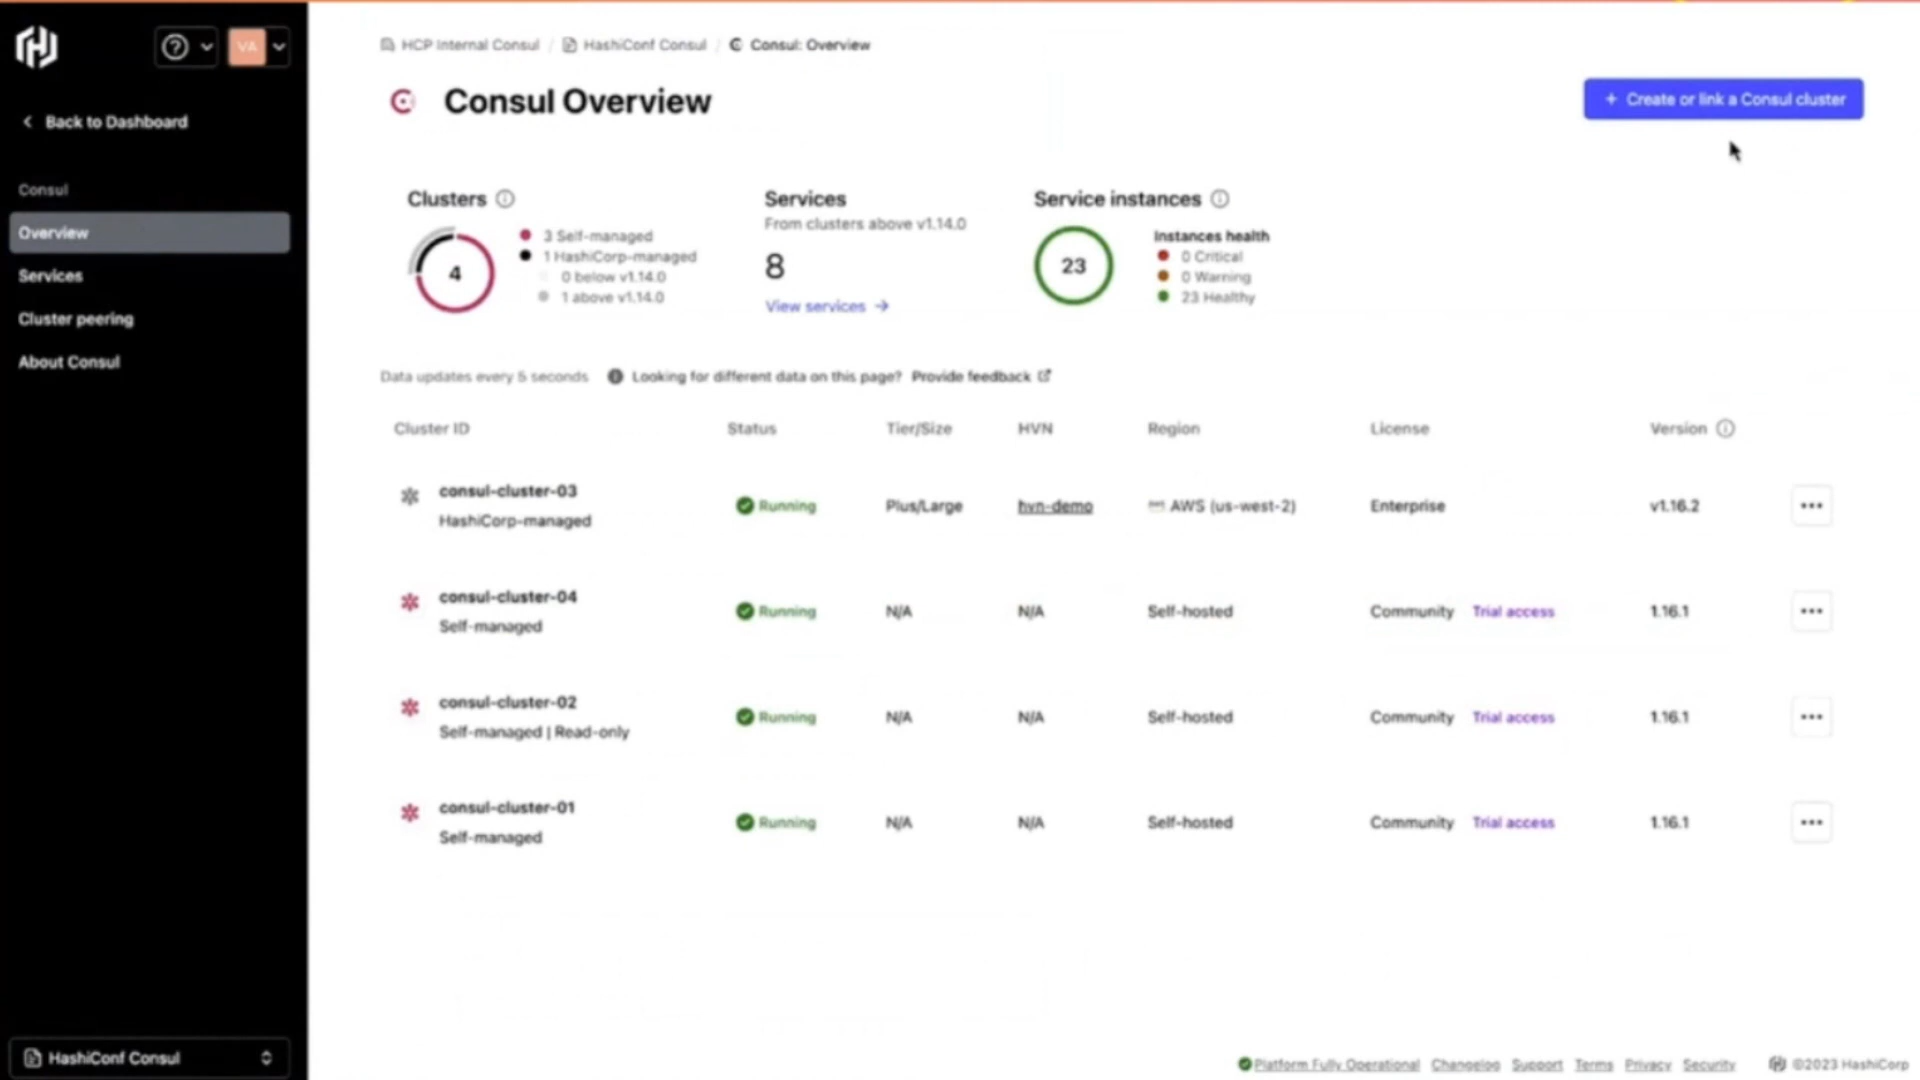 VA
Back to Dashboard
Consul
Overview
Services
Cluster peering
About Consul
HashiConf Consul
HCP Internal Consul / HashiConf Consul / Consul: Overview
Consul Overview
+ Create or link a Consul cluster
Clusters
4
3 Self-managed
1 HashiCorp-managed
0 below v1.14.0
1 above v1.14.0
Services
From clusters above v1.14.0
8
View services →
Service instances
23
Instances health
0 Critical
0 Warning
23 Healthy
Data updates every 5 seconds Looking for different data on this page? Provide feedback
Cluster ID Status Tier/Size HVN Region License Version
consul-cluster-03
HashiCorp-managed
Running Plus/Large hvn-demo AWS (us-west-2) Enterprise v1.16.2
consul-cluster-04
Self-managed
Running N/A N/A Self-hosted Community Trial access 1.16.1
consul-cluster-02
Self-managed | Read-only
Running N/A N/A Self-hosted Community Trial access 1.16.1
consul-cluster-01
Self-managed
Running N/A N/A Self-hosted Community Trial access 1.16.1
Platform Fully Operational Changelog Support Terms Privacy Security ©2023 HashiCorp